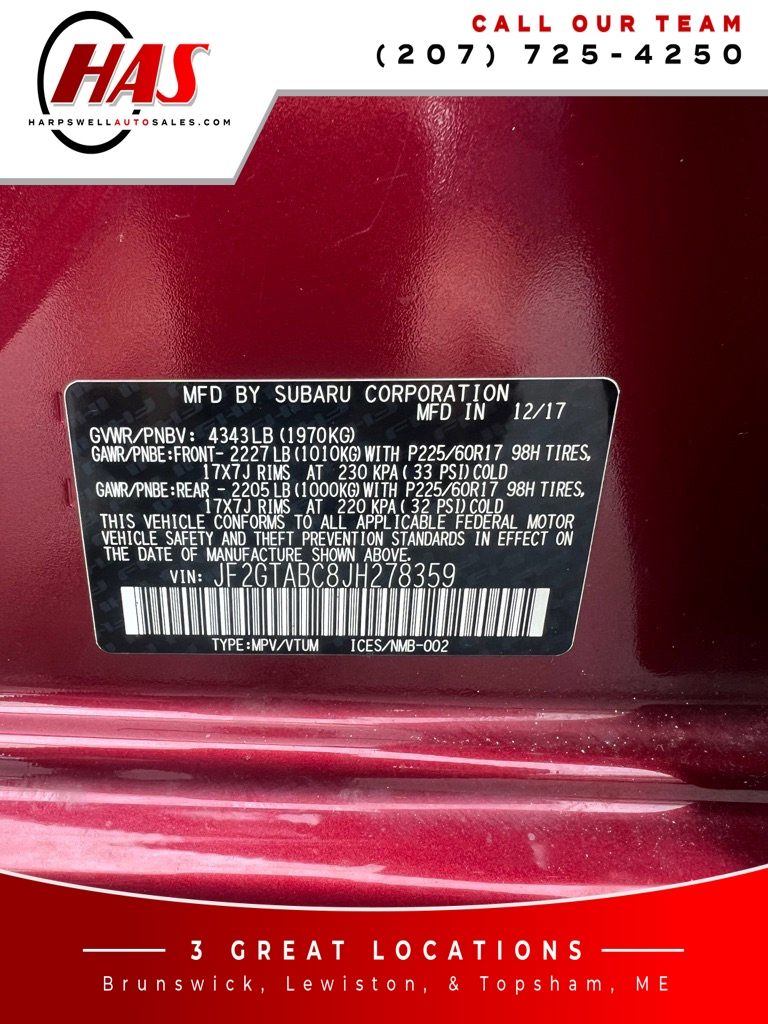 HAS
HARPSWELLAUTOSALES.COM
CALL OUR TEAM
(207) 725-4250
MFD BY SUBARU CORPORATION
MFD IN 12/17
GVWR/PNBV: 4343LB (1970KG)
GAWR/PNBE:FRONT- 2227 LB (1010KG) WITH P225/60R17 98H TIRES,
17X7J RIMS AT 230 KPA ( 33 PSI) COLD
GAWR/PNBE:REAR - 2205 LB (1000KG) WITH P225/60R17 98H TIRES,
17X7J RIMS AT 220 KPA ( 32 PSI) COLD
THIS VEHICLE CONFORMS TO ALL APPLICABLE FEDERAL MOTOR
VEHICLE SAFETY AND THEFT PREVENTION STANDARDS IN EFFECT ON
THE DATE OF MANUFACTURE SHOWN ABOVE.
VIN: JF2GTABC8JH278359
TYPE:MPV/VTUM ICES/NMB-002
3 GREAT LOCATIONS
Brunswick, Lewiston, & Topsham, ME